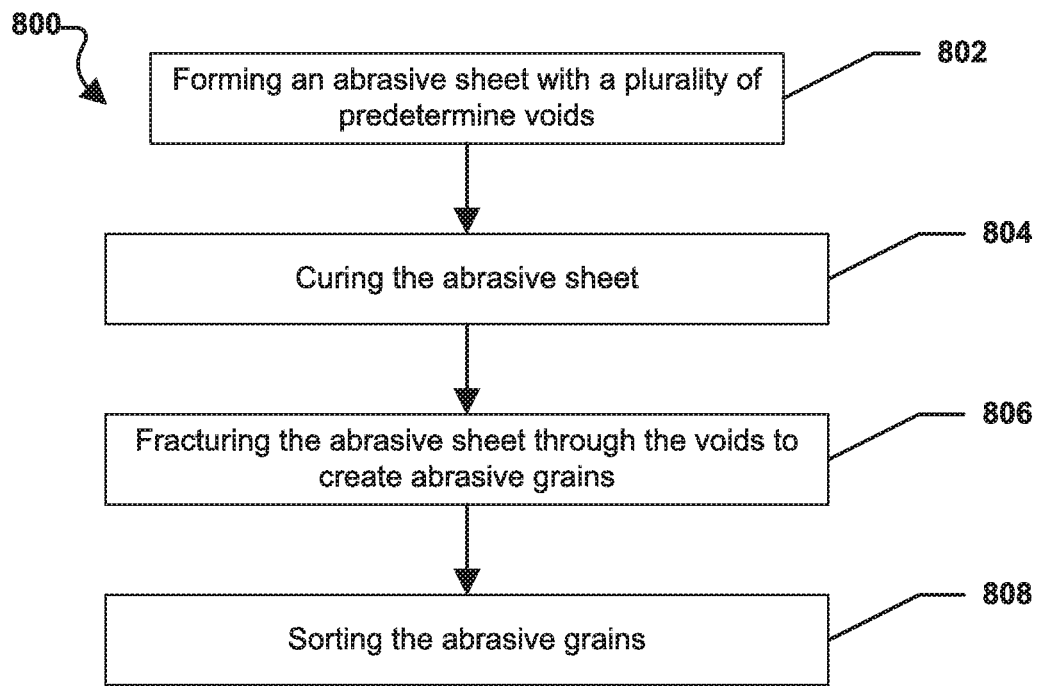 800
802
Forming an abrasive sheet with a plurality of
predetermine voids
804
Curing the abrasive sheet
806
Fracturing the abrasive sheet through the voids to
create abrasive grains
808
Sorting the abrasive grains